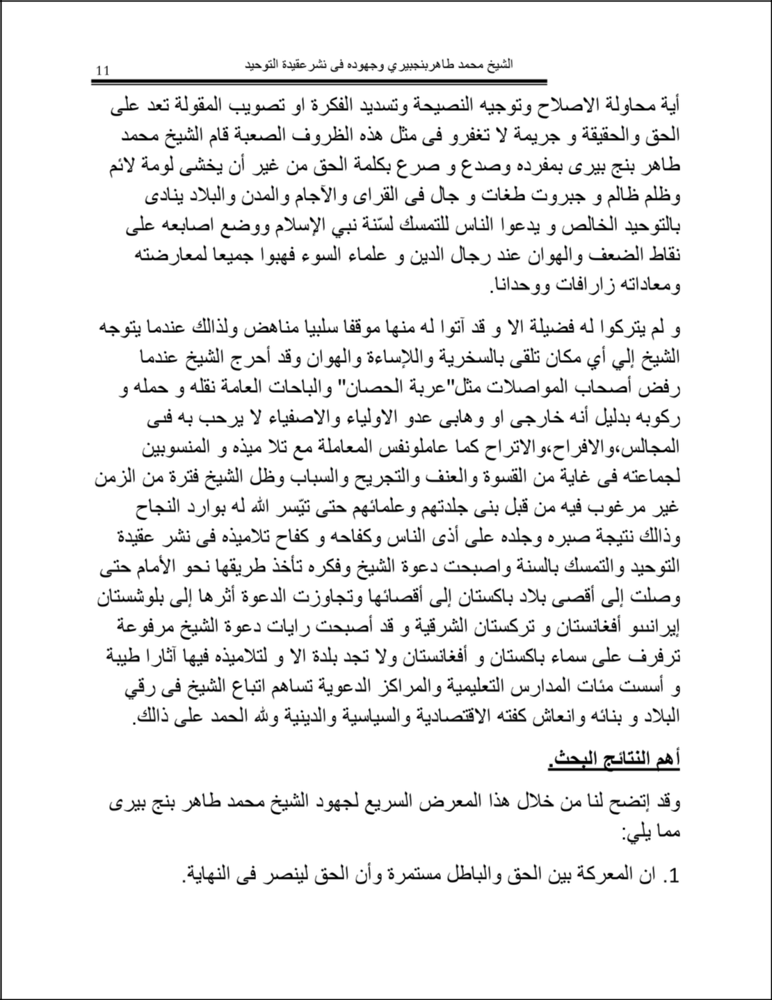 الشيخ محمد طاهربنجبيري وجهوده فى نشرعقيدة التوحيد
11
أية محاولة الاصلاح وتوجيه النصيحة وتسديد الفكرة او تصويب المقولة تعد على
الحق والحقيقة و جريمة لا تغفرو فى مثل هذه الظروف الصعبة قام الشيخ محمد
طاهر بنج بيرى بمفرده وصدع و صرع بكلمة الحق من غير أن يخشى لومة لائم
وظلم ظالم و جبروت طغات و جال فى القراى والآجام والمدن والبلاد ينادى
بالتوحيد الخالص و يدعوا الناس للتمسك لسّنة نبي الإسلام ووضع اصابعه على
نقاط الضعف والهوان عند رجال الدين و علماء السوء فهبوا جميعا لمعارضته
ومعاداته زارافات ووحدانا.
و لم يتركوا له فضيلة الا و قد آتوا له منها موقفا سلبيا مناهض ولذالك عندما يتوجه
الشيخ إلي أي مكان تلقى بالسخرية واللإساءة والهوان وقد أحرج الشيخ عندما
رفض أصحاب المواصلات مثل"عربة الحصان" والباحات العامة نقله و حمله و
ركوبه بدليل أنه خارجى او وهابى عدو الاولياء والاصفياء لا يرحب به فىى
المجالس،والافراح،والاتراح كما عاملونفس المعاملة مع تلا ميذه و المنسوبين
لجماعته فى غاية من القسوة والعنف والتجريح والسباب وظل الشيخ فترة من الزمن
غير مرغوب فيه من قبل بنى جلدتهم وعلمائهم حتى تيّسر الله له بوارد النجاح
وذالك نتيجة صبره وجلده على أذى الناس وكفاحه و كفاح تلاميذه فى نشر عقيدة
التوحيد والتمسك بالسنة واصبحت دعوة الشيخ وفكره تأخذ طريقها نحو الأمام حتى
وصلت إلى أقصى بلاد باكستان إلى أقصائها وتجاوزت الدعوة أثرها إلى بلوشستان
إيرانىىو أفغانستان و تركستان الشرقية و قد أصبحت رايات دعوة الشيخ مرفوعة
ترفرف على سماء باكستان و أفغانستان ولا تجد بلدة الا و لتلاميذه فيها آثارا طيبة
و أسست مئات المدارس التعليمية والمراكز الدعوية تساهم اتباع الشيخ فى رقي
البلاد و بنائه وانعاش كفته الاقتصادية والسياسية والدينية ولله الحمد على ذالك.
أهم النتائج البحث.
وقد إتضح لنا من خلال هذا المعرض السريع لجهود الشيخ محمد طاهر بنج بيرى
مما يلي:
1. ان المعركة بين الحق والباطل مستمرة وأن الحق لينصر فى النهاية.